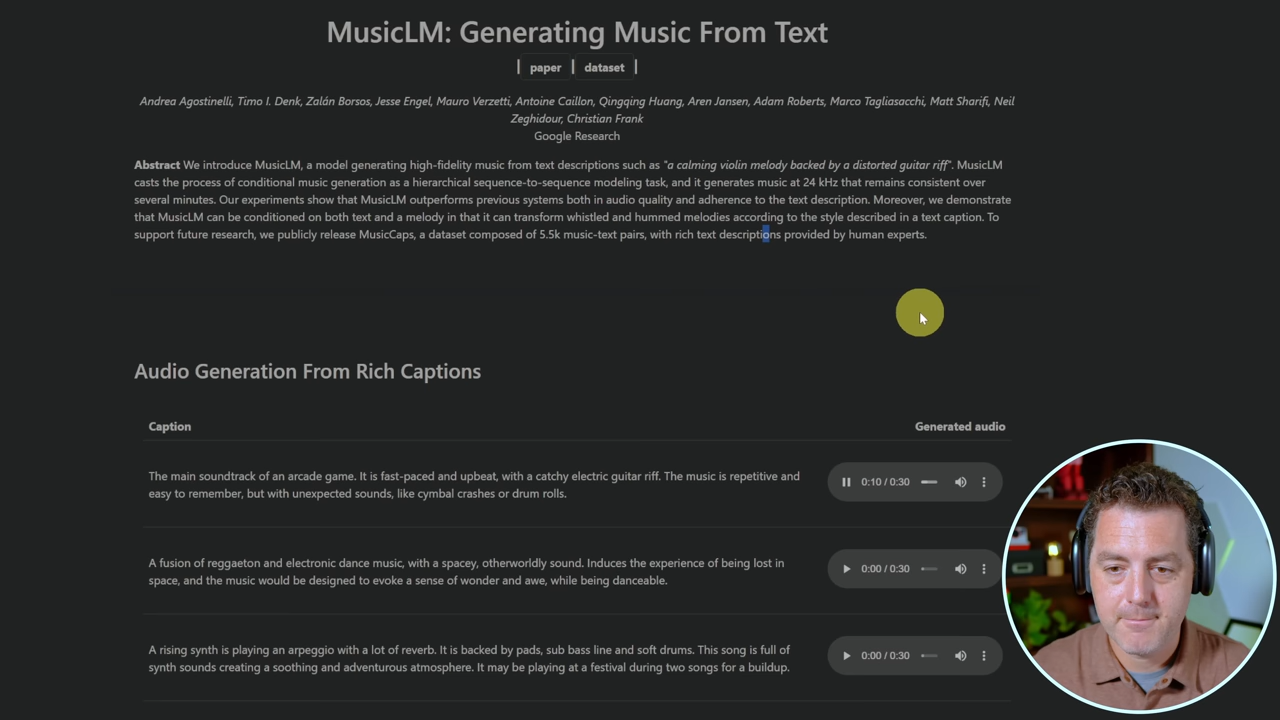 MusicLM: Generating Music From Text
| paper | dataset |
Andrea Agostinelli, Timo I. Denk, Zalán Borsos, Jesse Engel, Mauro Verzetti, Antoine Caillon, Qingqing Huang, Aren Jansen, Adam Roberts, Marco Tagliasacchi, Matt Sharifi, Neil
Zeghidour, Christian Frank
Google Research
Abstract We introduce MusicLM, a model generating high-fidelity music from text descriptions such as "a calming violin melody backed by a distorted guitar riff". MusicLM
casts the process of conditional music generation as a hierarchical sequence-to-sequence modeling task, and it generates music at 24 kHz that remains consistent over
several minutes. Our experiments show that MusicLM outperforms previous systems both in audio quality and adherence to the text description. Moreover, we demonstrate
that MusicLM can be conditioned on both text and a melody in that it can transform whistled and hummed melodies according to the style described in a text caption. To
support future research, we publicly release MusicCaps, a dataset composed of 5.5k music-text pairs, with rich text descriptions provided by human experts.
Audio Generation From Rich Captions
Caption Generated audio
The main soundtrack of an arcade game. It is fast-paced and upbeat, with a catchy electric guitar riff. The music is repetitive and
easy to remember, but with unexpected sounds, like cymbal crashes or drum rolls.
0:10 / 0:30
A fusion of reggaeton and electronic dance music, with a spacey, otherworldly sound. Induces the experience of being lost in
space, and the music would be designed to evoke a sense of wonder and awe, while being danceable.
0:00 / 0:30
A rising synth is playing an arpeggio with a lot of reverb. It is backed by pads, sub bass line and soft drums. This song is full of
synth sounds creating a soothing and adventurous atmosphere. It may be playing at a festival during two songs for a buildup.
0:00 / 0:30